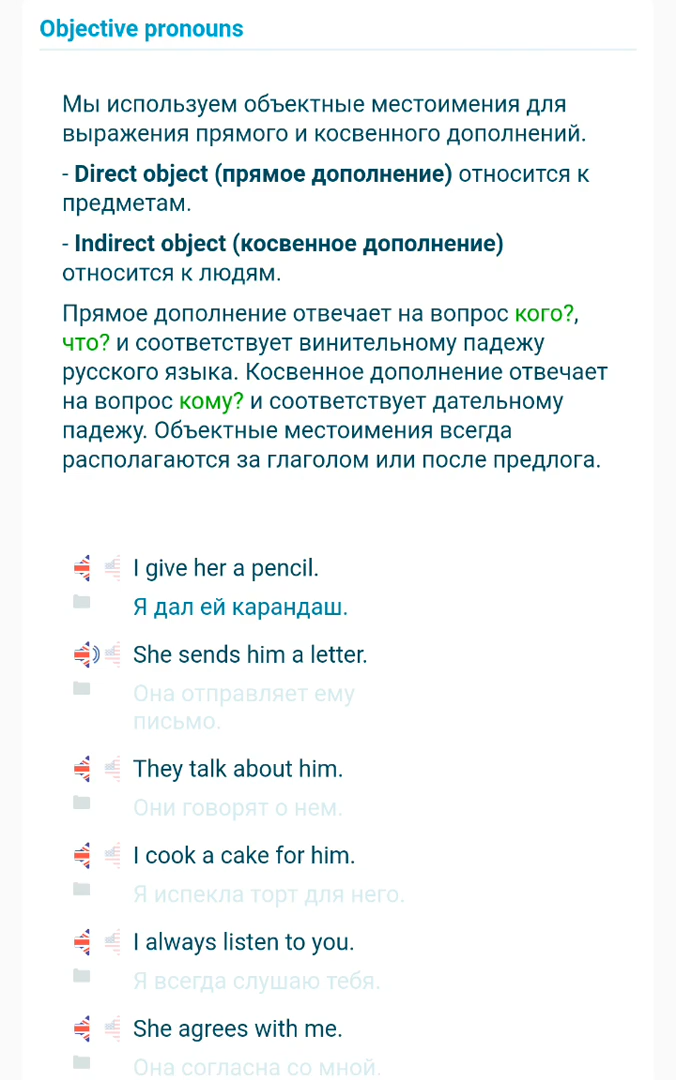 Objective pronouns
Мы используем объектные местоимения для
выражения прямого и косвенного дополнений.
- Direct object (прямое дополнение) относится к
предметам.
- Indirect object (косвенное дополнение)
относится к людям.
Прямое дополнение отвечает на вопрос кого?,
что? и соответствует винительному падежу
русского языка. Косвенное дополнение отвечает
на вопрос кому? и соответствует дательному
падежу. Объектные местоимения всегда
располагаются за глаголом или после предлога.
I give her a pencil.
Я дал ей карандаш.
She sends him a letter.
Она отправляет ему
письмо.
They talk about him.
Они говорят о нем.
I cook a cake for him.
Я испекла торт для него.
I always listen to you.
Я всегда слушаю тебя.
She agrees with me.
Она согласна со мной.